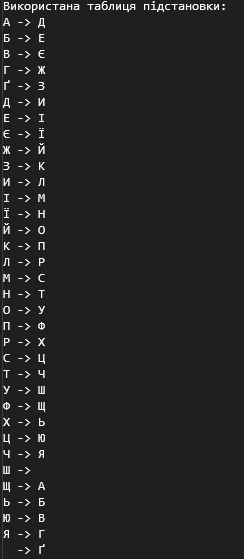 Використана таблиця підстановки:
А -> Д
Б -> Е
В -> Є
Г -> Ж
Ґ -> З
Д -> И
Е -> І
Є -> Ї
Ж -> Й
З -> К
И -> Л
І -> М
Ї -> Н
Й -> О
К -> П
Л -> Р
М -> С
Н -> Т
О -> У
П -> Ф
Р -> Х
С -> Ц
Т -> Ч
У -> Ш
Ф -> Щ
Х -> Ь
Ц -> Ю
Ч -> Я
Ш ->
Щ -> А
Ь -> Б
Ю -> В
Я -> Г
  -> Ґ